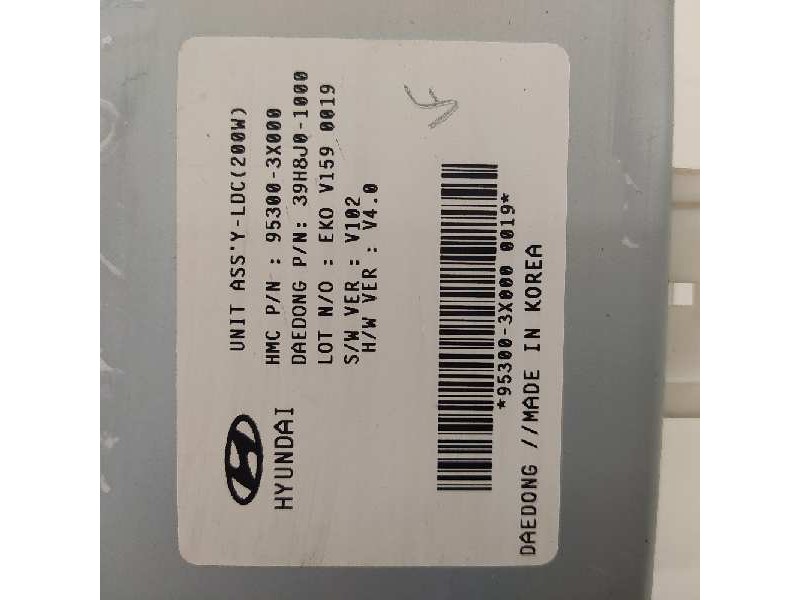 UNIT ASS'Y-LDC(200W)
HMC P/N : 95300-3X000
DAEDONG P/N: 39H8J0-1000
LOT N/O : EKO V159 0019
S/W VER : V102
H/W VER : V4.0
HYUNDAI
*95300-3X000 0019*
DAEDONG //MADE IN KOREA